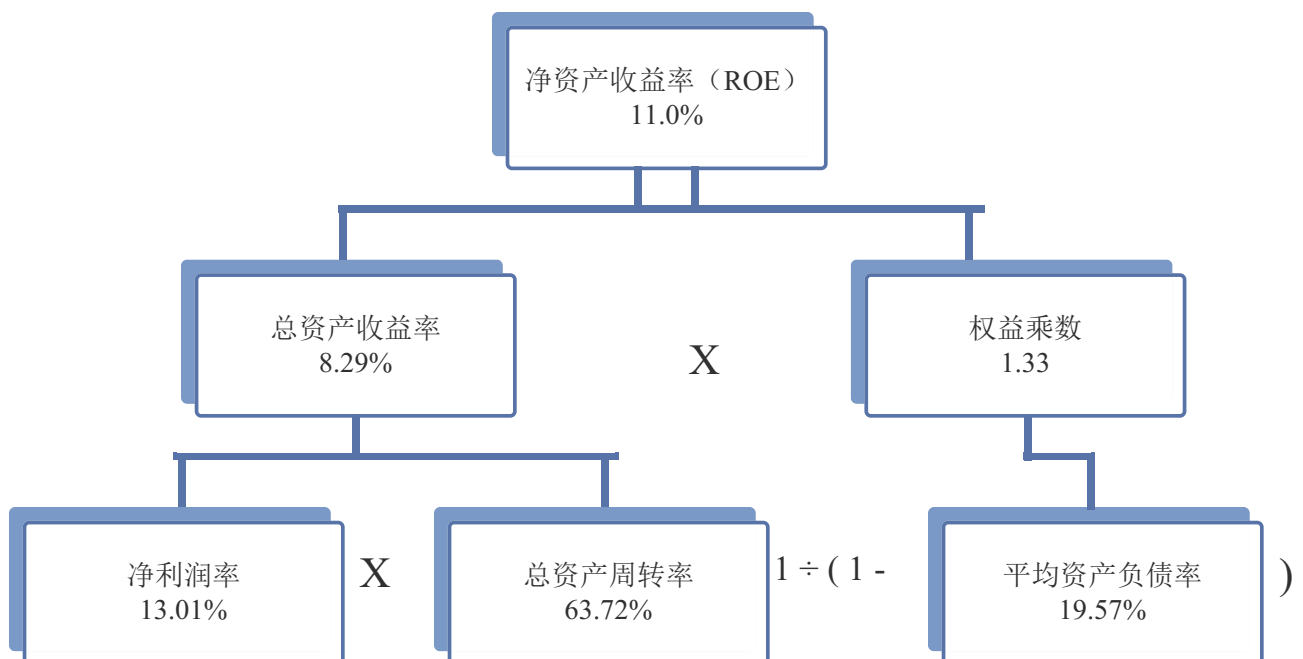 净资产收益率（ROE）
11.0%
总资产收益率
8.29%
X
权益乘数
1.33
净利润率
13.01%
X
总资产周转率
63.72%
1 ÷ ( 1 -
平均资产负债率
19.57%
)